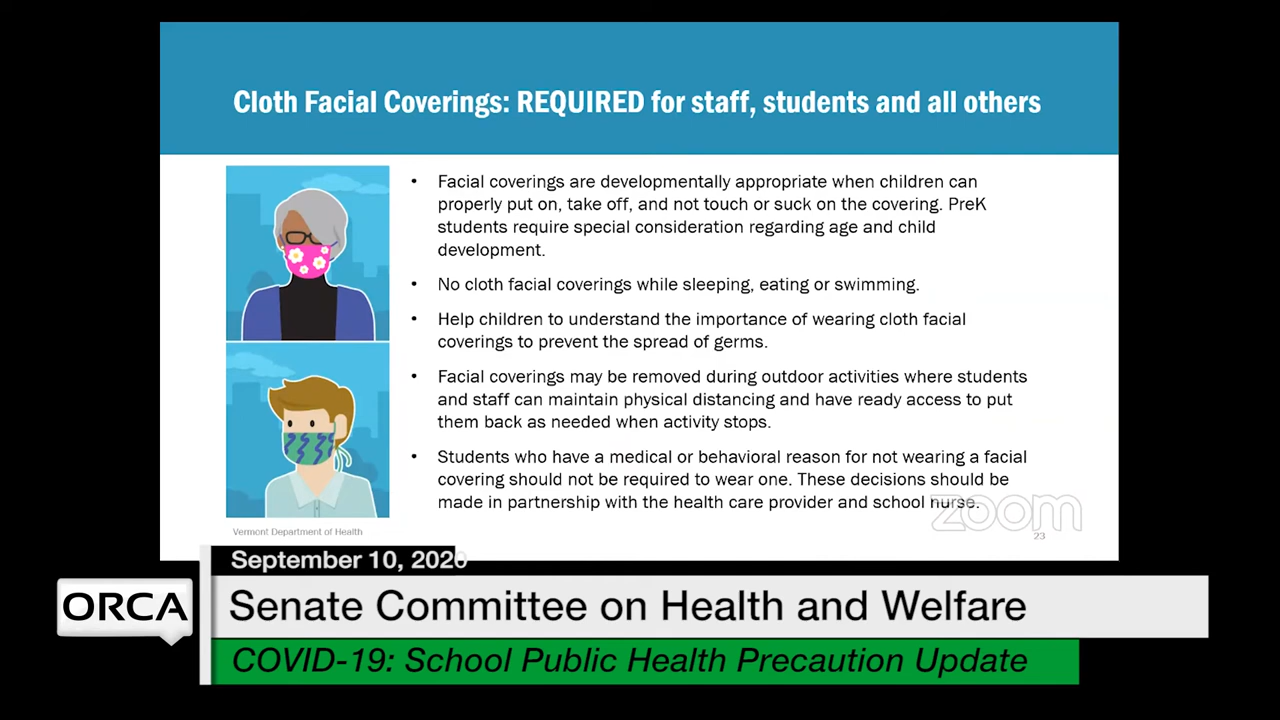 Cloth Facial Coverings: REQUIRED for staff, students and all others
• Facial coverings are developmentally appropriate when children can
properly put on, take off, and not touch or suck on the covering. PreK
students require special consideration regarding age and child
development.
• No cloth facial coverings while sleeping, eating or swimming.
• Help children to understand the importance of wearing cloth facial
coverings to prevent the spread of germs.
• Facial coverings may be removed during outdoor activities where students
and staff can maintain physical distancing and have ready access to put
them back as needed when activity stops.
• Students who have a medical or behavioral reason for not wearing a facial
covering should not be required to wear one. These decisions should be
made in partnership with the health care provider and school nurse.
zoom
Vermont Department of Health
23
September 10, 2020
ORCA
Senate Committee on Health and Welfare
COVID-19: School Public Health Precaution Update